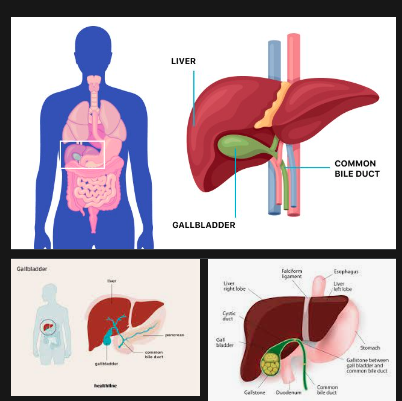 LIVER
COMMON
BILE DUCT
GALLBLADDER
Gallbladder
liver
pancreas
common
bile duct
gallbladder
healthline
Falciform
ligament
Esophagus
Liver
right lobe
Liver
left lobe
Cystic
duct
Gall
bladder
Stomach
Gallstone between
gall bladder and
common bile duct
Gallstone
Duodenum
Common
bile duct